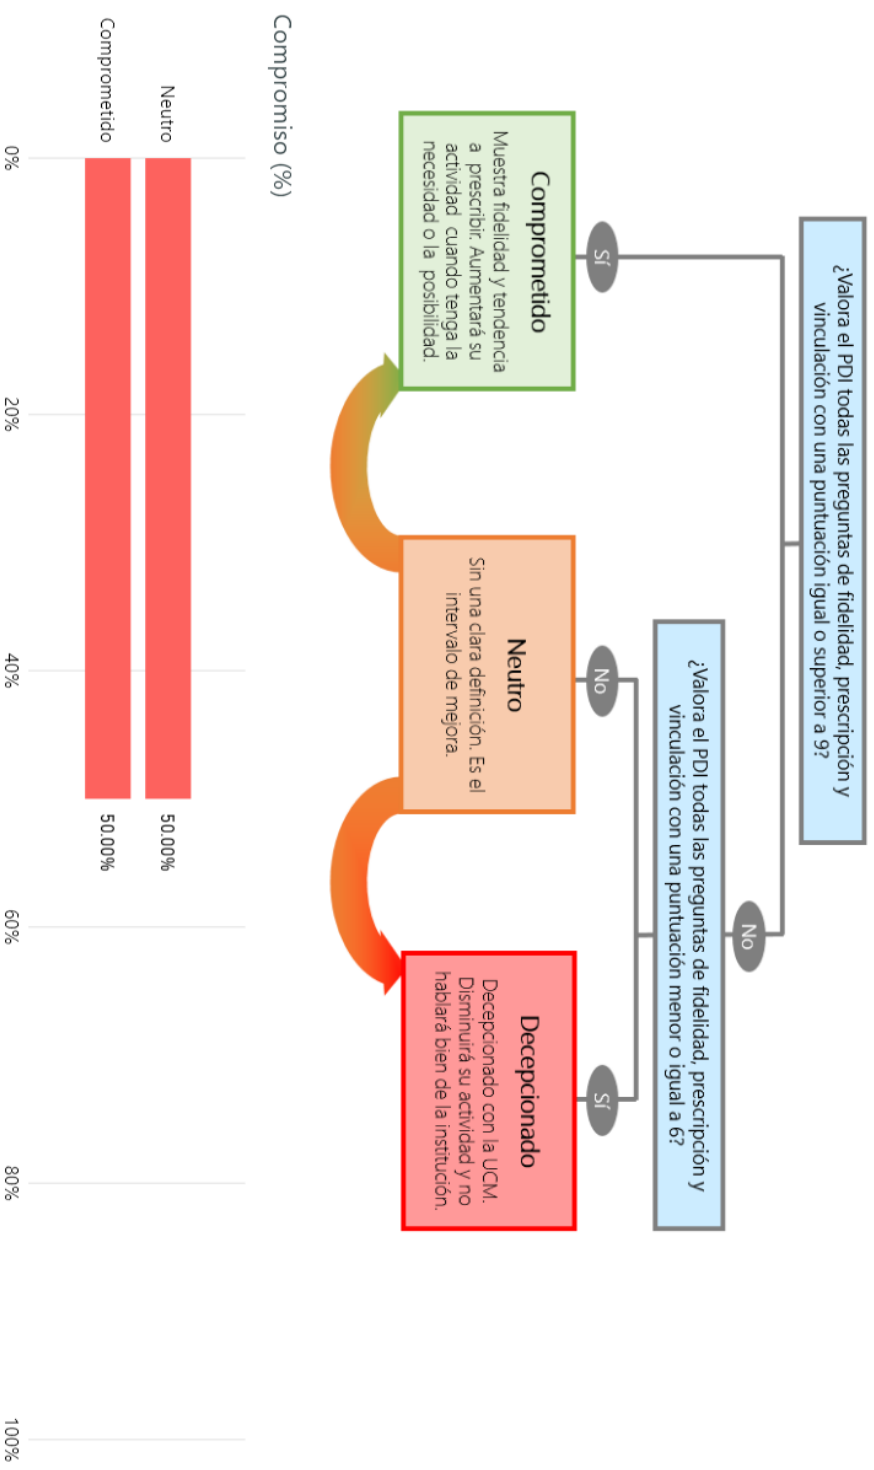 ¿Valora el PDI todas las preguntas de fidelidad, prescripción y
vinculación con una puntuación igual o superior a 9?
No
¿Valora el PDI todas las preguntas de fidelidad, prescripción y
vinculación con una puntuación menor o igual a 6?
Sí
No
Sí
Comprometido
Muestra fidelidad y tendencia
a prescribir. Aumentará su
actividad cuando tenga la
necesidad o la posibilidad.
Neutro
Sin una clara definición. Es el
intervalo de mejora.
Decepcionado
Decepcionado con la UCM.
Disminuirá su actividad y no
hablará bien de la institución.
Compromiso (%)
Neutro
50.00%
Comprometido
50.00%
0%
20%
40%
60%
80%
100%